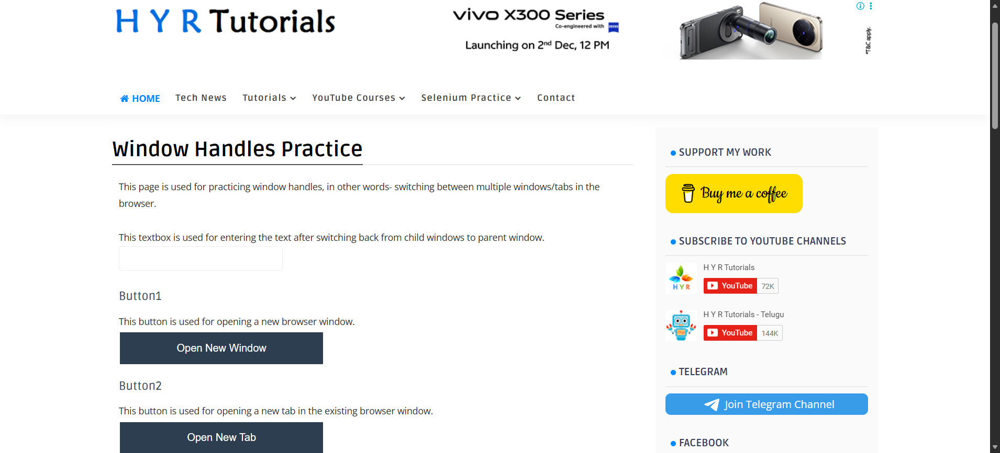 H Y R Tutorials
vivo X300 Series
Co-engineered with ZEISS
Launching on 2nd Dec, 12 PM
*T&C apply.
HOME Tech News Tutorials YouTube Courses Selenium Practice Contact
Window Handles Practice
This page is used for practicing window handles, in other words- switching between multiple windows/tabs in the
browser.
This textbox is used for entering the text after switching back from child windows to parent window.
Button1
This button is used for opening a new browser window.
Open New Window
Button2
This button is used for opening a new tab in the existing browser window.
Open New Tab
SUPPORT MY WORK
Buy me a coffee
SUBSCRIBE TO YOUTUBE CHANNELS
H Y R Tutorials
HYR
YouTube 72K
H Y R Tutorials - Telugu
YouTube 144K
TELEGRAM
Join Telegram Channel
FACEBOOK